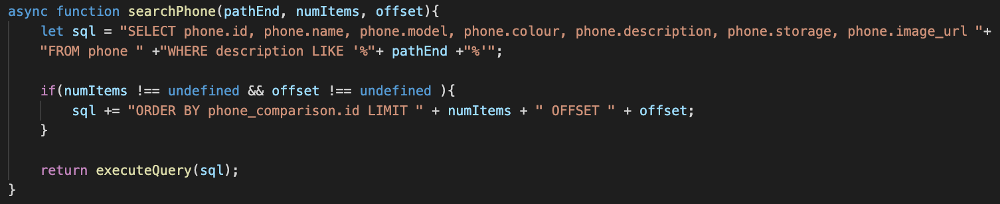 async function searchPhone(pathEnd, numItems, offset){
let sql = "SELECT phone.id, phone.name, phone.model, phone.colour, phone.description, phone.storage, phone.image_url "+
"FROM phone " +"WHERE description LIKE '%"+ pathEnd +"%'";
if(numItems !== undefined && offset !== undefined ){
sql += "ORDER BY phone_comparison.id LIMIT " + numItems + " OFFSET " + offset;
}
return executeQuery(sql);
}